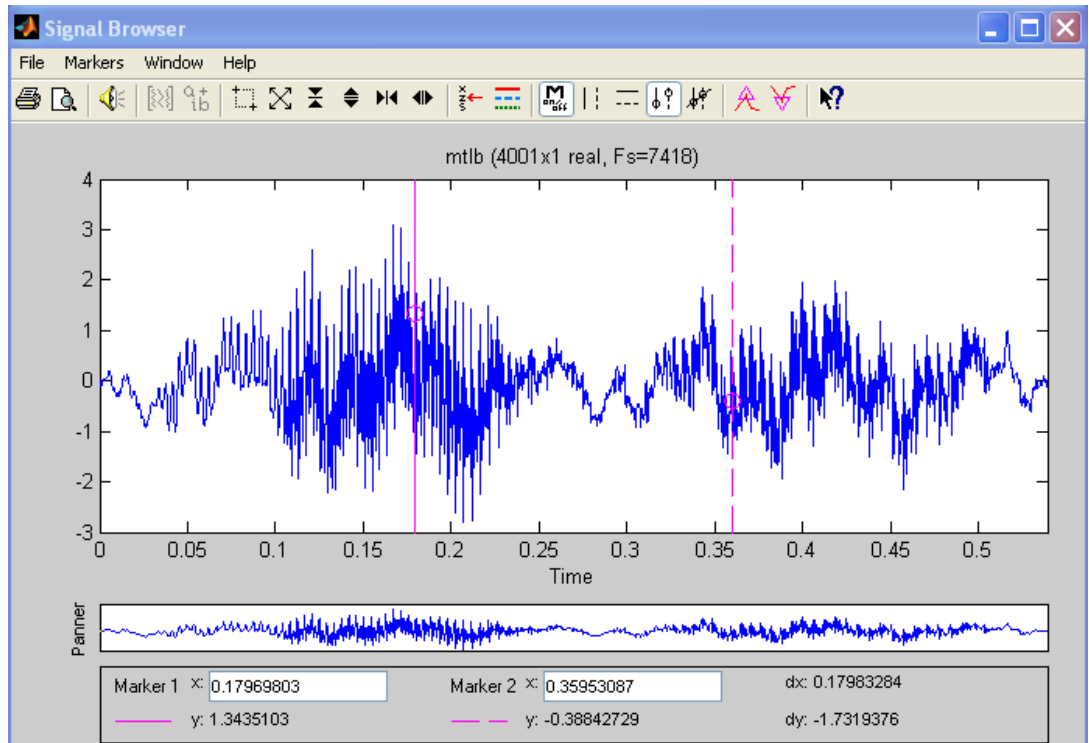 Signal Browser
File Markers Window Help
mtlb (4001x1 real, Fs=7418)
4
3
2
1
0
-1
-2
-3
0 0.05 0.1 0.15 0.2 0.25 0.3 0.35 0.4 0.45 0.5
Time
Panner
Marker 1 x: 0.17969803 Marker 2 x: 0.35953087 dx: 0.17983284
y: 1.3435103 y: -0.38842729 dy: -1.7319376